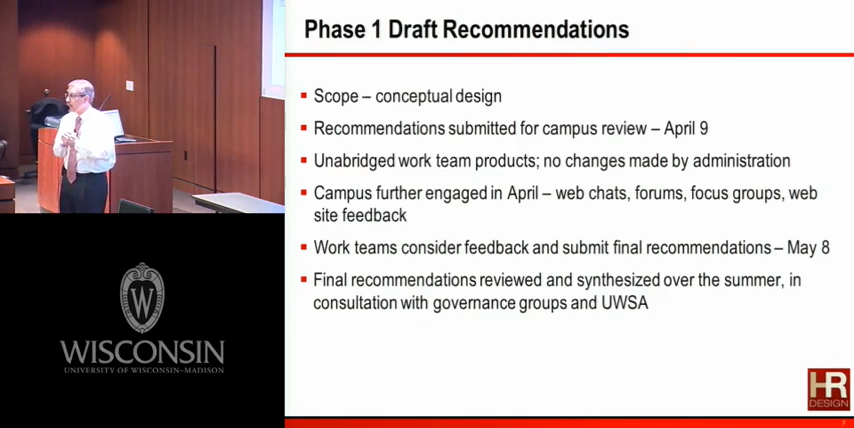 Phase 1 Draft Recommendations
Scope – conceptual design
Recommendations submitted for campus review – April 9
Unabridged work team products; no changes made by administration
Campus further engaged in April – web chats, forums, focus groups, web
site feedback
Work teams consider feedback and submit final recommendations – May 8
Final recommendations reviewed and synthesized over the summer, in
consultation with governance groups and UWSA
W
WISCONSIN
UNIVERSITY OF WISCONSIN–MADISON
HR
DESIGN